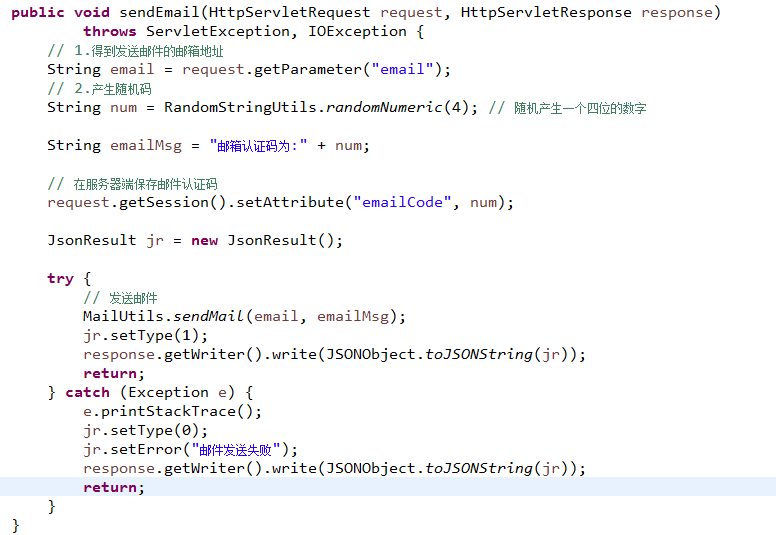 public void sendEmail(HttpServletRequest request, HttpServletResponse response)
throws ServletException, IOException {
// 1.得到发送邮件的邮箱地址
String email = request.getParameter("email");
// 2.产生随机码
String num = RandomStringUtils.randomNumeric(4); // 随机产生一个四位的数字
String emailMsg = "邮箱认证码为:" + num;
// 在服务器端保存邮件认证码
request.getSession().setAttribute("emailCode", num);
JsonResult jr = new JsonResult();
try {
// 发送邮件
MailUtils.sendMail(email, emailMsg);
jr.setType(1);
response.getWriter().write(JSONObject.toJSONString(jr));
return;
} catch (Exception e) {
e.printStackTrace();
jr.setType(0);
jr.setError("邮件发送失败");
response.getWriter().write(JSONObject.toJSONString(jr));
return;
}
}